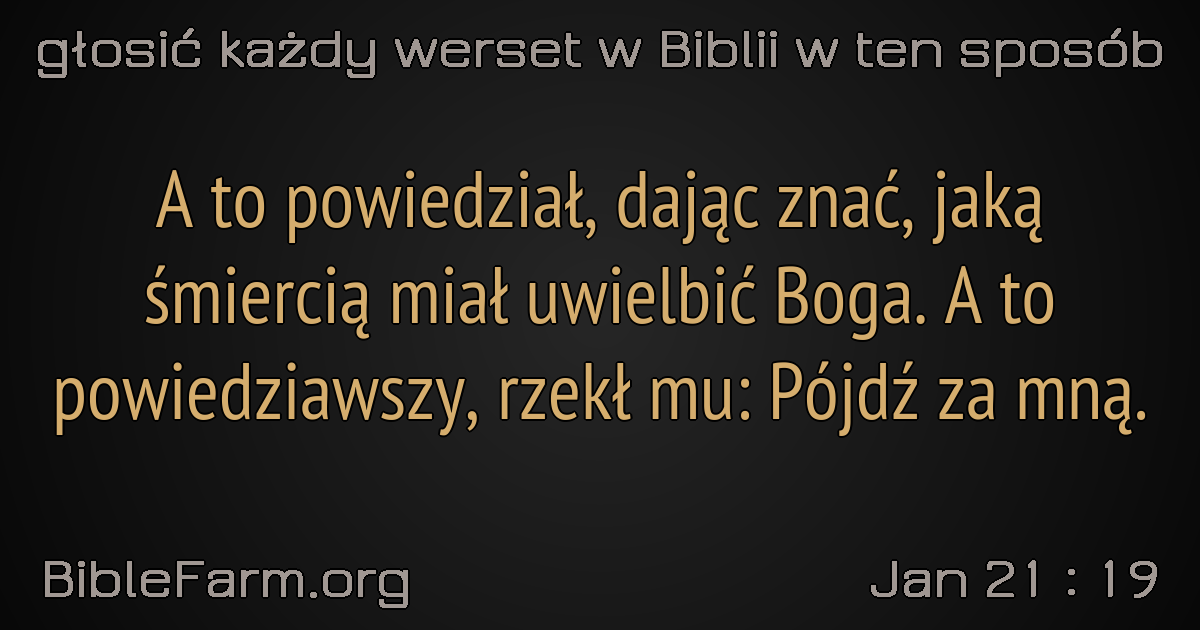 głosić każdy werset w Biblii w ten sposób
A to powiedział, dając znać, jaką
śmiercią miał uwielbić Boga. A to
powiedziawszy, rzekł mu: Pójdź za mną.
BibleFarm.org
Jan 21 : 19